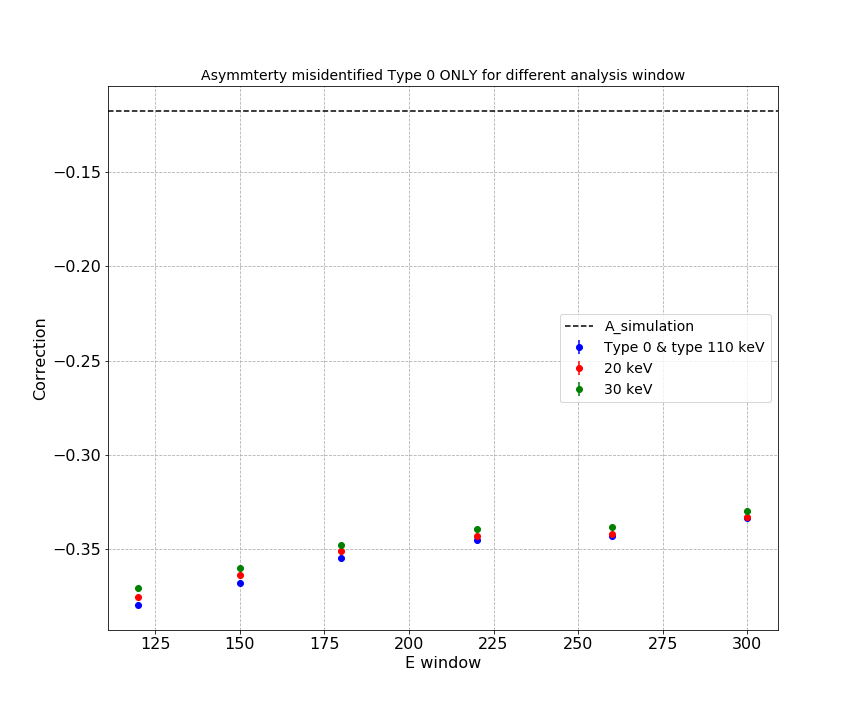 Asymmterty misidentified Type 0 ONLY for different analysis window
Correction
−0.15
−0.20
−0.25
−0.30
−0.35
A_simulation
Type 0 & type 110 keV
20 keV
30 keV
125
150
175
200
225
250
275
300
E window